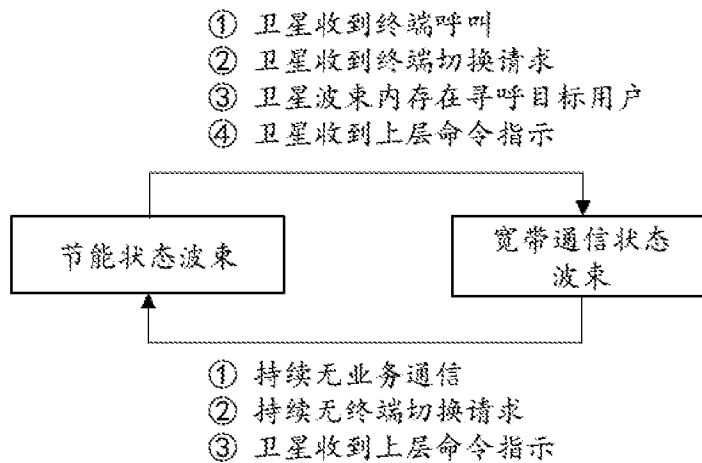 ① 卫星收到终端呼叫
② 卫星收到终端切换请求
③ 卫星波束内存在寻呼目标用户
④ 卫星收到上层命令指示
节能状态波束
宽带通信状态
波束
① 持续无业务通信
② 持续无终端切换请求
③ 卫星收到上层命令指示